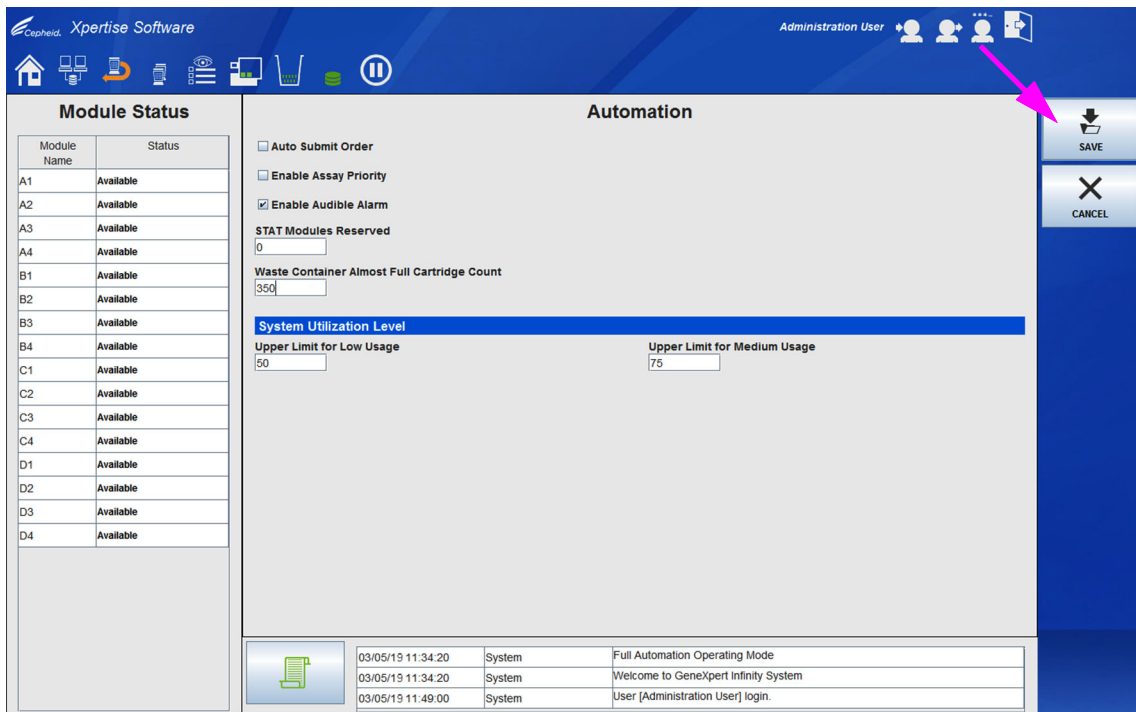 Cepheid. Xpertise Software
Administration User
Module Status
Module Name Status
A1 Available
A2 Available
A3 Available
A4 Available
B1 Available
B2 Available
B3 Available
B4 Available
C1 Available
C2 Available
C3 Available
C4 Available
D1 Available
D2 Available
D3 Available
D4 Available
Automation
Auto Submit Order
Enable Assay Priority
Enable Audible Alarm
STAT Modules Reserved
0
Waste Container Almost Full Cartridge Count
350
System Utilization Level
Upper Limit for Low Usage Upper Limit for Medium Usage
50 75
03/05/19 11:34:20 System Full Automation Operating Mode
03/05/19 11:34:20 System Welcome to GeneXpert Infinity System
03/05/19 11:49:00 System User [Administration User] login.
SAVE
CANCEL